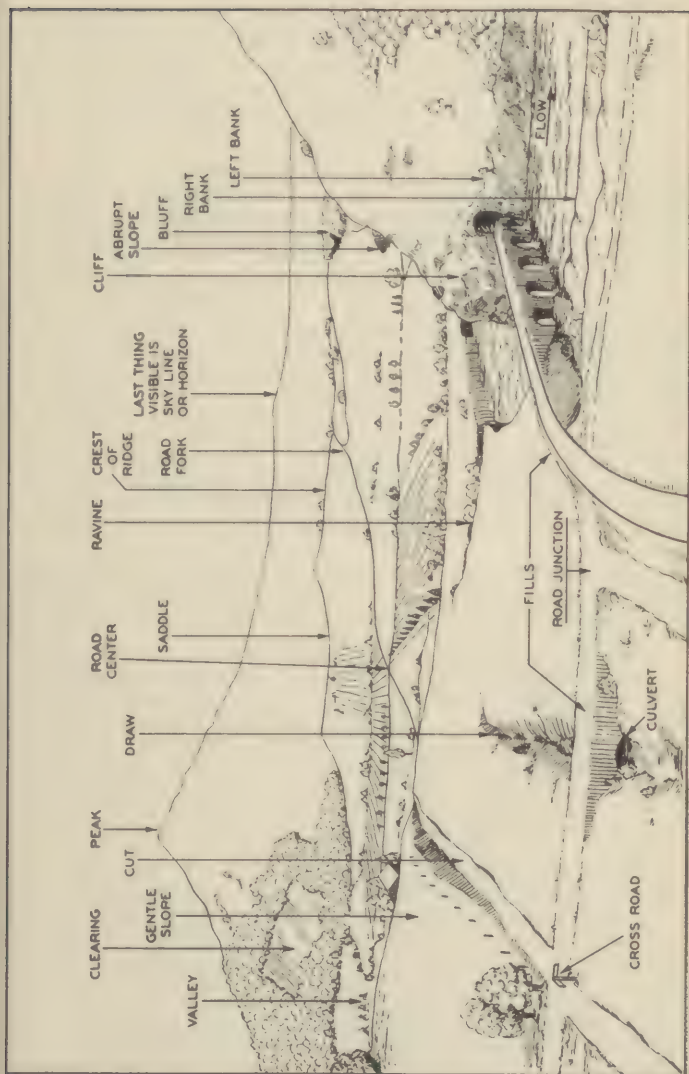 CLEARING
PEAK
DRAW
ROAD
CENTER
RAVINE
CREST
OF
RIDGE
CLIFF
CUT
SADDLE
ROAD
FORK
LAST THING
VISIBLE IS
SKY LINE
OR HORIZON
ABRUPT
SLOPE
BLUFF
RIGHT
BANK
LEFT BANK
VALLEY
GENTLE
SLOPE
FLOW
FILLS
ROAD JUNCTION
CROSS ROAD
CULVERT